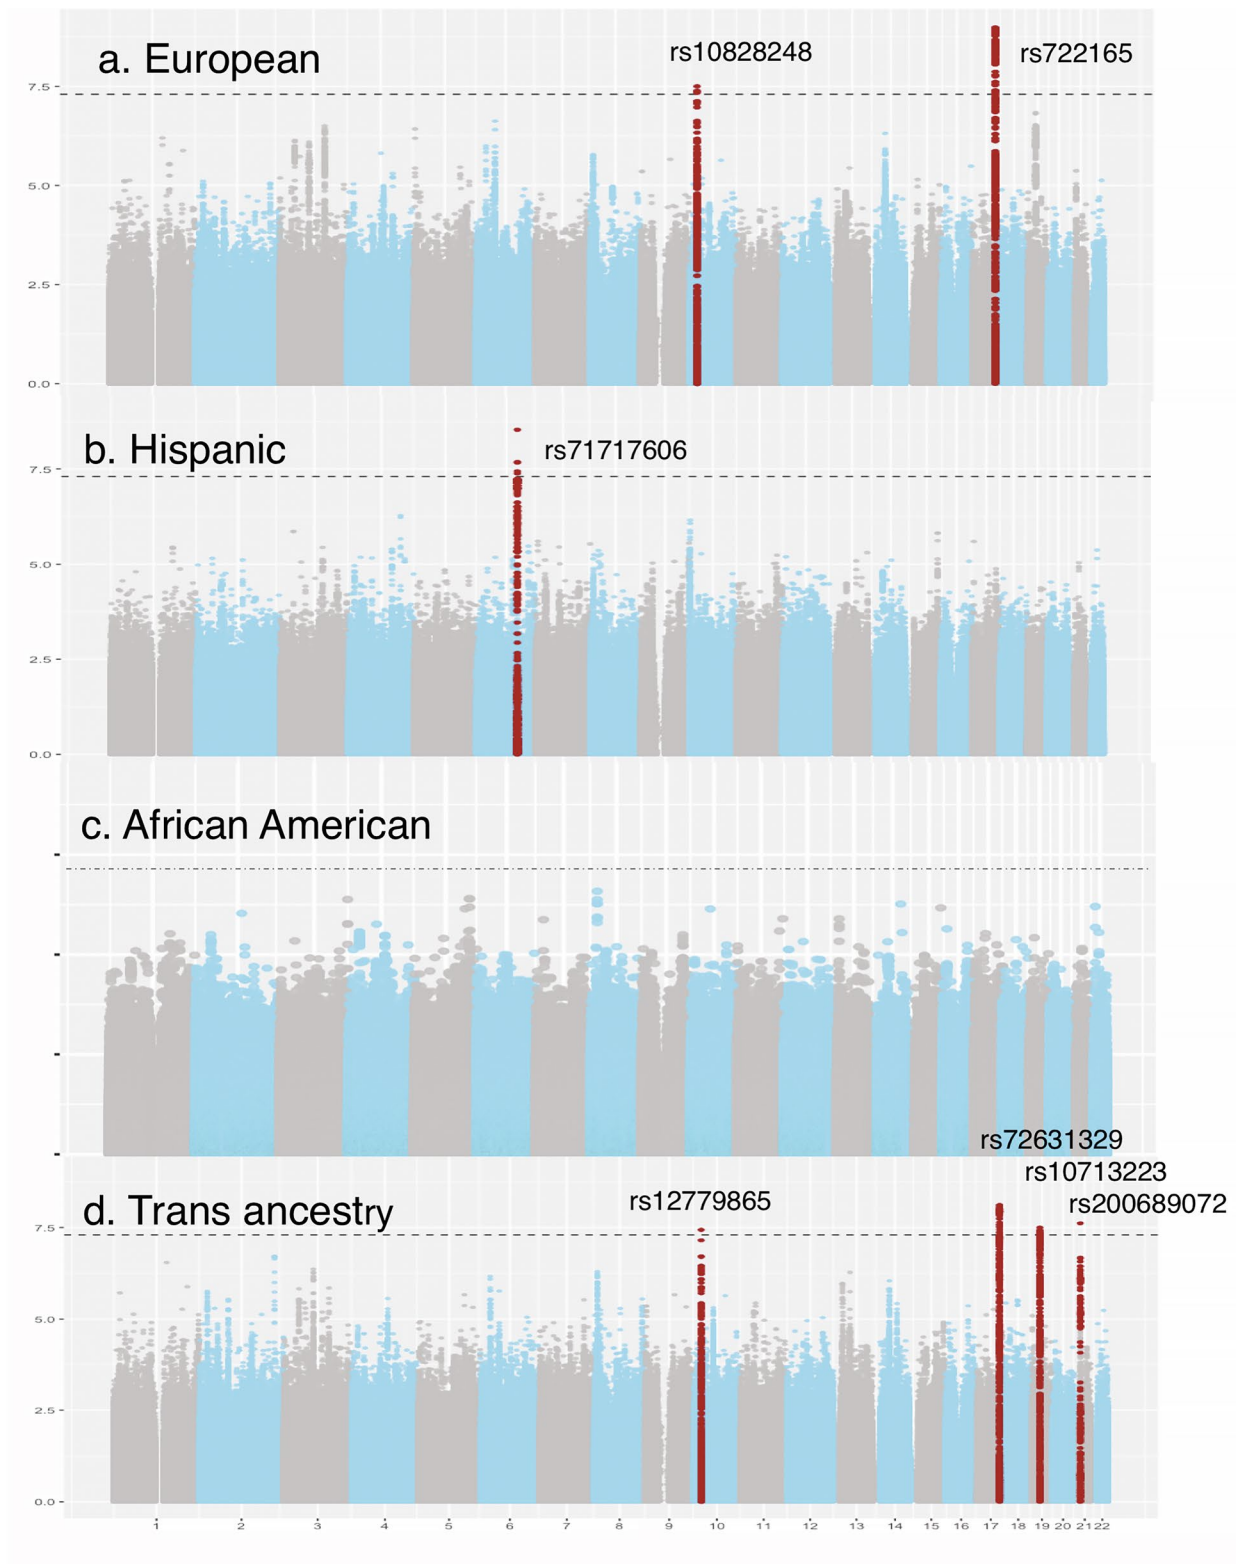 a. European
rs10828248
rs722165
7.5
5.0
2.5
0.0
b. Hispanic
rs71717606
7.5
5.0
2.5
0.0
c. African American
rs72631329
rs10713223
d. Trans ancestry
rs12779865
rs200689072
7.5
5.0
2.5
0.0
1 2 3 4 5 6 7 8 9 10 11 12 13 14 15 16 17 18 19 20 21 22